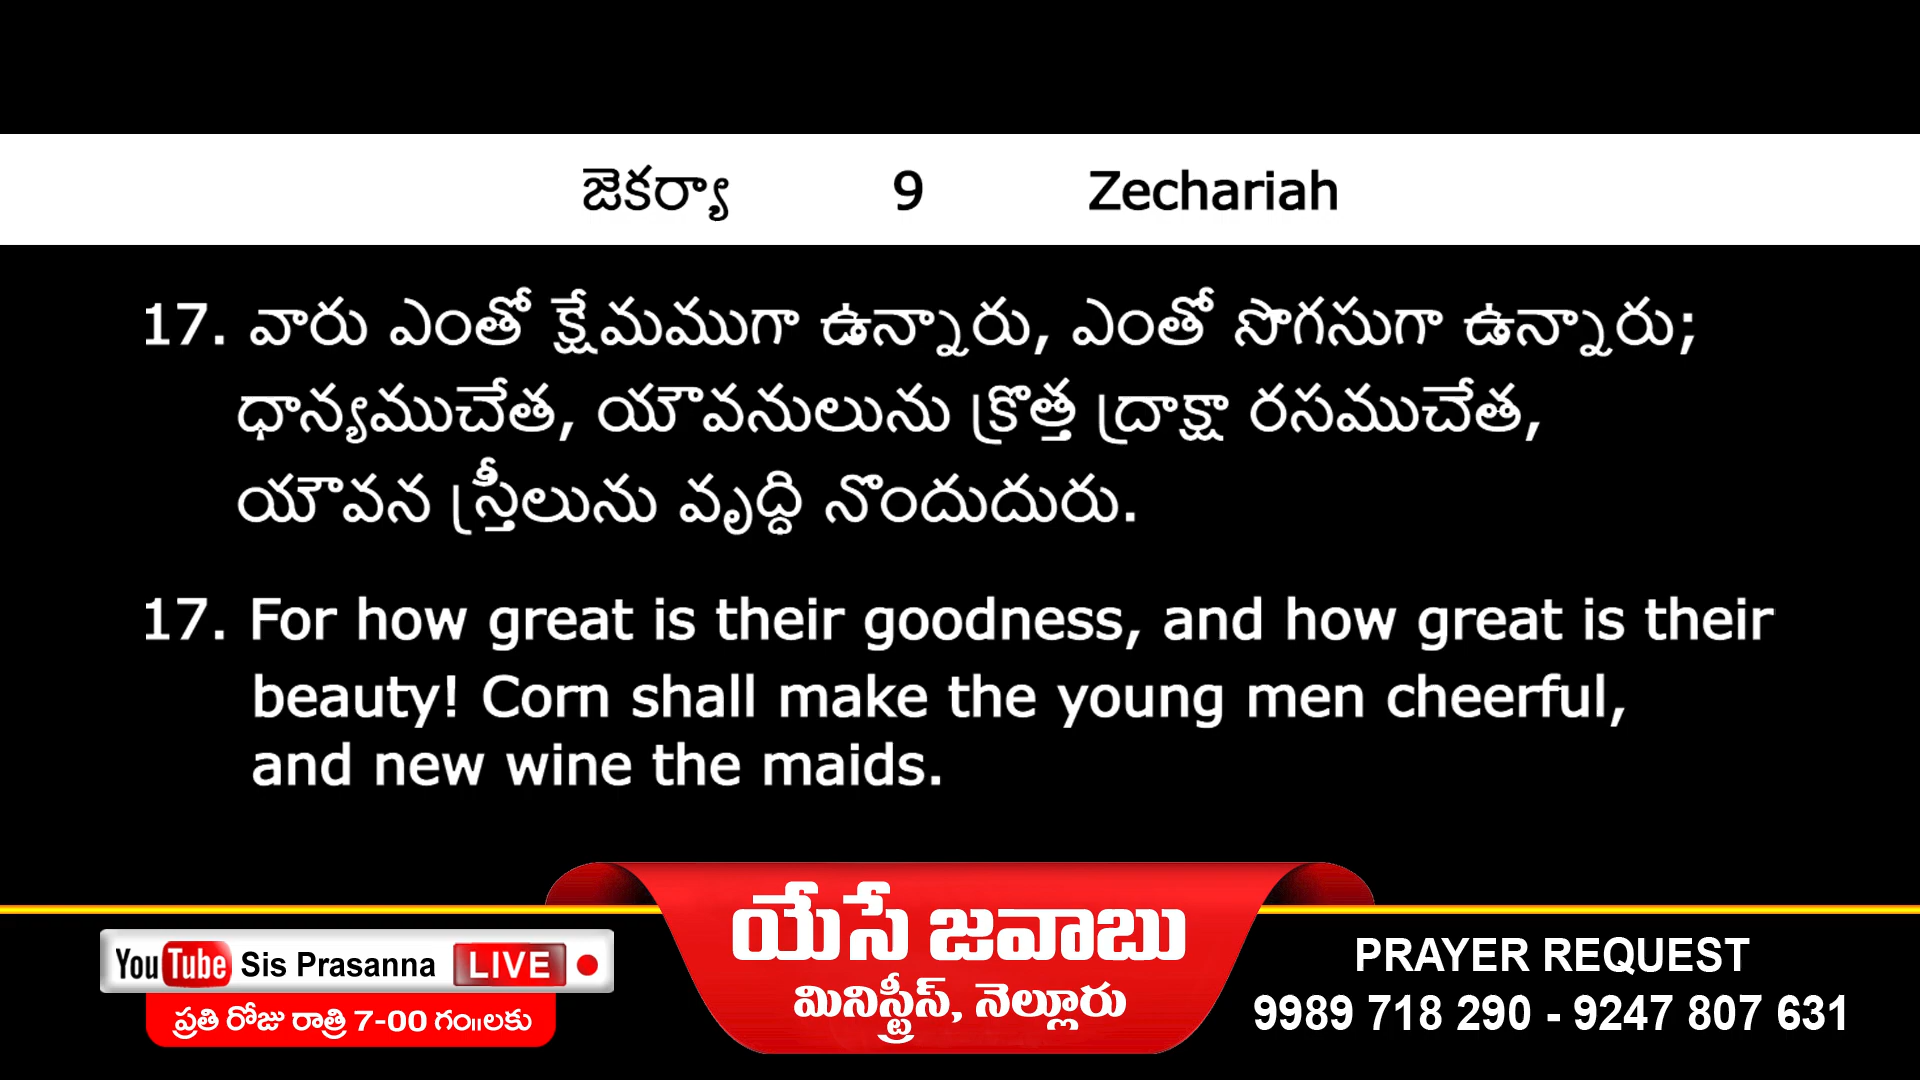 జెకర్యా 9 Zechariah
17. వారు ఎంతో క్షేమముగా ఉన్నారు, ఎంతో సొగసుగా ఉన్నారు;
ధాన్యముచేత, యౌవనులును క్రొత్త ద్రాక్షా రసముచేత,
యౌవన స్త్రీలును వృద్ధి నొందుదురు.
17. For how great is their goodness, and how great is their
beauty! Corn shall make the young men cheerful,
and new wine the maids.
YouTube Sis Prasanna LIVE
ప్రతి రోజు రాత్రి 7-00 గం॥లకు
యేసే జవాబు
మినిస్ట్రీస్, నెల్లూరు
PRAYER REQUEST
9989 718 290 - 9247 807 631